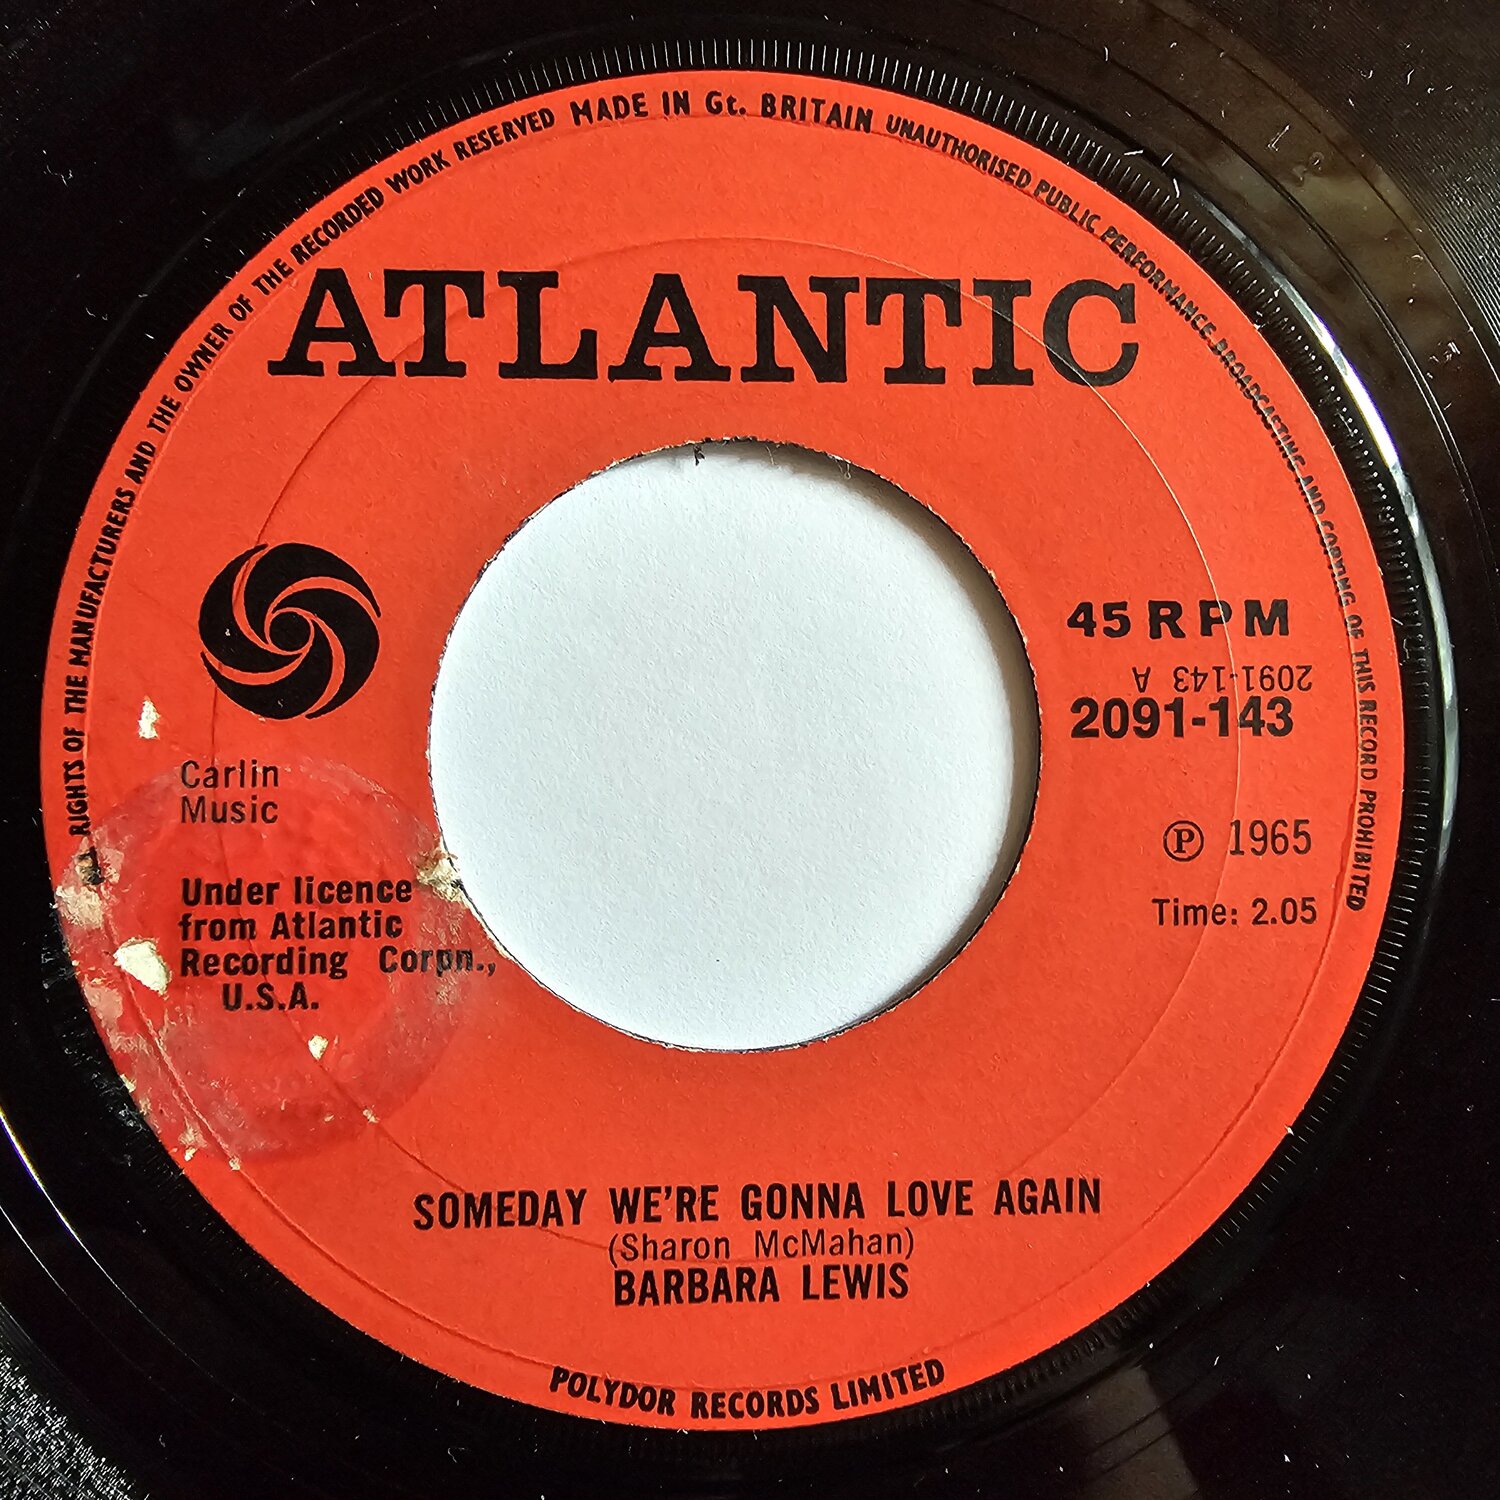 ALL RIGHTS OF THE MANUFACTURERS AND THE OWNER OF THE RECORDED WORK RESERVED MADE IN Gt. BRITAIN UNAUTHORISED PUBLIC PERFORMANCE BROADCASTING AND COPYING OF THIS RECORD PROHIBITED
ATLANTIC
45 RPM
2091-143 A
2091-143
Carlin
Music
℗ 1965
Under licence
from Atlantic
Recording Corpn.,
U.S.A.
Time: 2.05
SOMEDAY WE'RE GONNA LOVE AGAIN
(Sharon McMahan)
BARBARA LEWIS
POLYDOR RECORDS LIMITED